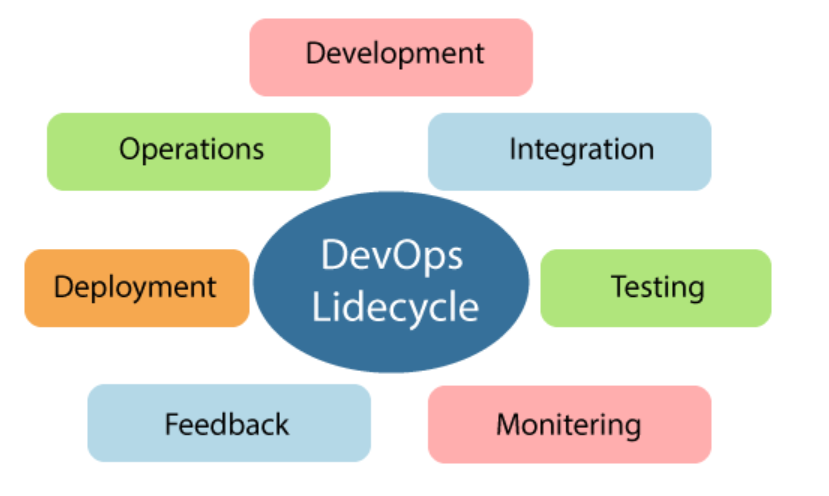 Development
Operations
Integration
DevOps
Lidecycle
Deployment
Testing
Feedback
Monitering